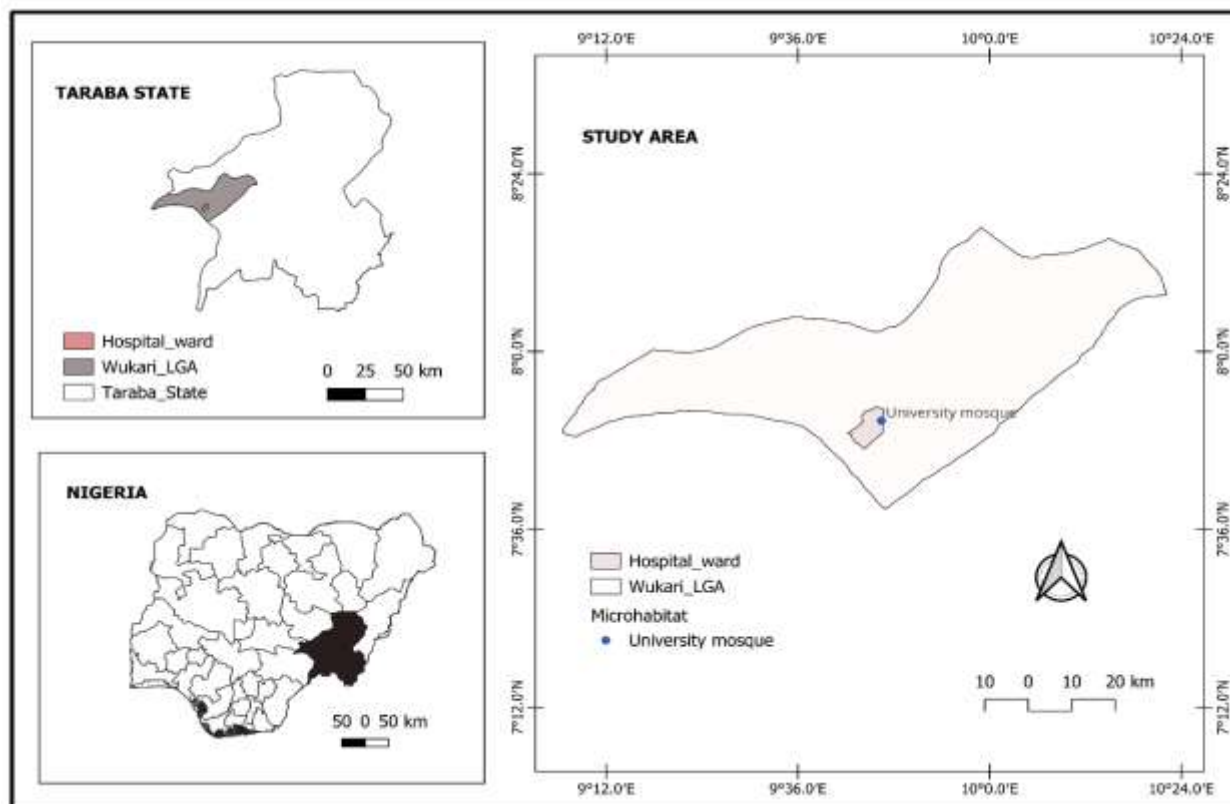 TARABA STATE
Hospital_ward
Wukari_LGA
Taraba_State
0 25 50 km
NIGERIA
50 0 50 km
9°12.0'E 9°36.0'E 10°0.0'E 10°24.0'E
STUDY AREA
8°24.0'N 8°24.0'N
8°0.0'N 8°0.0'N
University mosque
7°36.0'N 7°36.0'N
Hospital_ward
Wukari_LGA
Microhabitat
University mosque
10 0 10 20 km
7°12.0'N 7°12.0'N
9°12.0'E 9°36.0'E 10°0.0'E 10°24.0'E